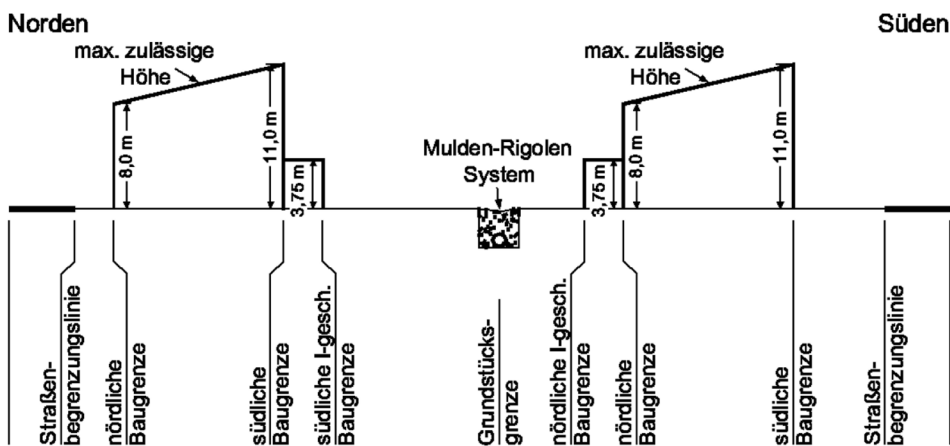 Norden
Süden
max. zulässige
Höhe
max. zulässige
Höhe
8,0 m
11,0 m
3,75 m
Mulden-Rigolen
System
3,75 m
8,0 m
11,0 m
Straßen-
begrenzungslinie
nördliche
Baugrenze
südliche
Baugrenze
südliche I-gesch.
Baugrenze
Grundstücks-
grenze
nördliche I-gesch.
Baugrenze
nördliche
Baugrenze
südliche
Baugrenze
Straßen-
begrenzungslinie